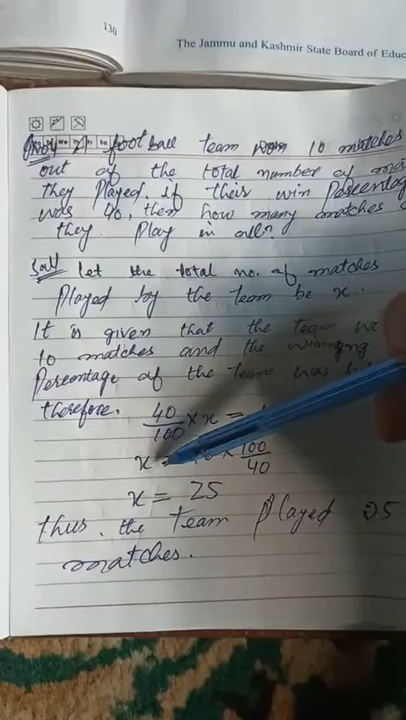 130
The Jammu and Kashmir State Board of Educ
football team won 10 matches
out of the total number of
they Played. If their win Percentag
was 40, then how many matches
they Play in all?
Sol. let the total no. of matches
Played by the team be x.
It is given that the team
10 matches and the winning
Percentage of the team was
therefore. 40/100 × x =
x = × 100/40
x = 25
thus. the team Played 25
matches.